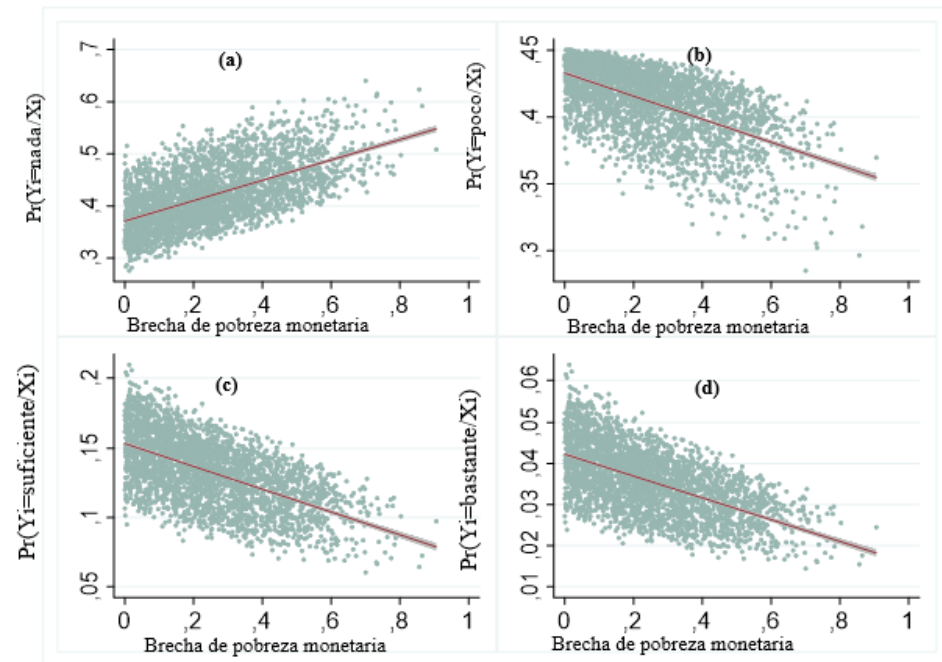 (a)
Pr(Yi=nada/Xi)
,7
,6
,5
,4
,3
0 ,2 ,4 ,6 ,8 1
Brecha de pobreza monetaria
(b)
Pr(Yi=poco/Xi)
,45
,4
,35
,3
0 ,2 ,4 ,6 ,8 1
Brecha de pobreza monetaria
(c)
Pr(Yi=suficiente/Xi)
,2
,15
,1
,05
0 ,2 ,4 ,6 ,8 1
Brecha de pobreza monetaria
(d)
Pr(Yi=bastante/Xi)
,06
,05
,04
,03
,02
,01
0 ,2 ,4 ,6 ,8 1
Brecha de pobreza monetaria